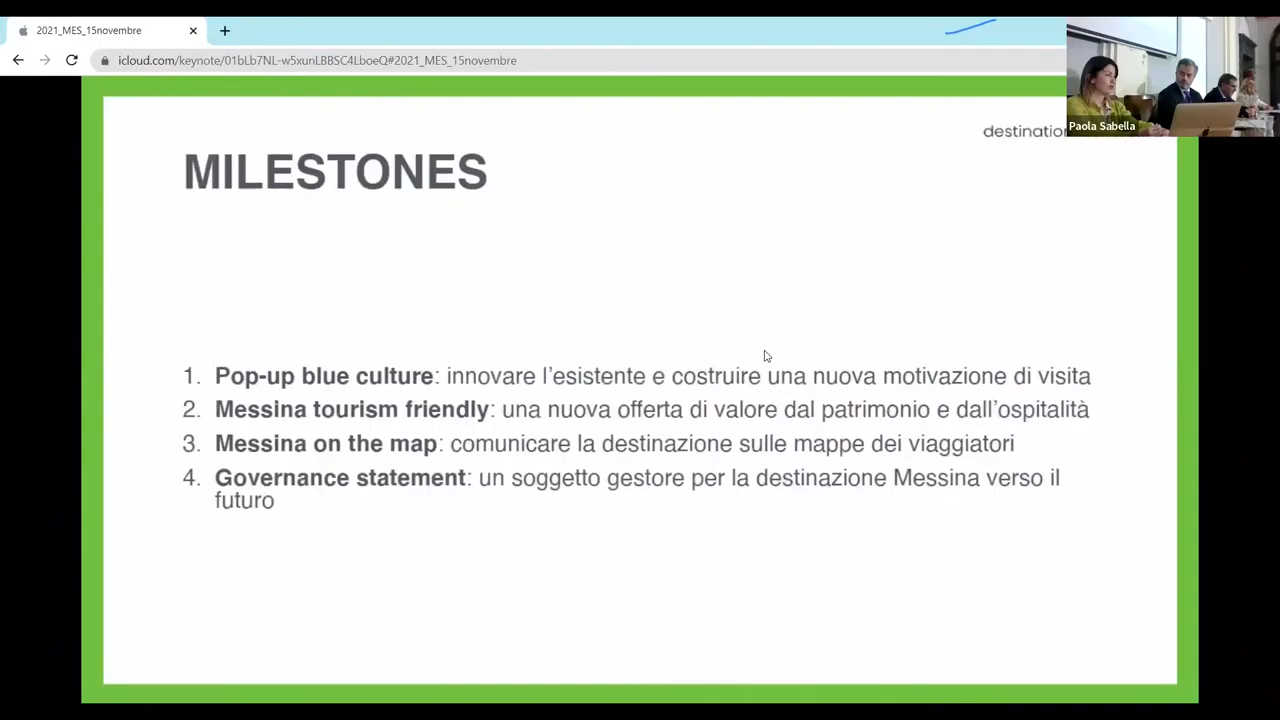 2021_MES_15novembre
icloud.com/keynote/01bLb7NL-w5xunLBBSC4LboeQ#2021_MES_15novembre
Paola Sabella
destination
MILESTONES
1. Pop-up blue culture: innovare l’esistente e costruire una nuova motivazione di visita
2. Messina tourism friendly: una nuova offerta di valore dal patrimonio e dall’ospitalità
3. Messina on the map: comunicare la destinazione sulle mappe dei viaggiatori
4. Governance statement: un soggetto gestore per la destinazione Messina verso il
futuro